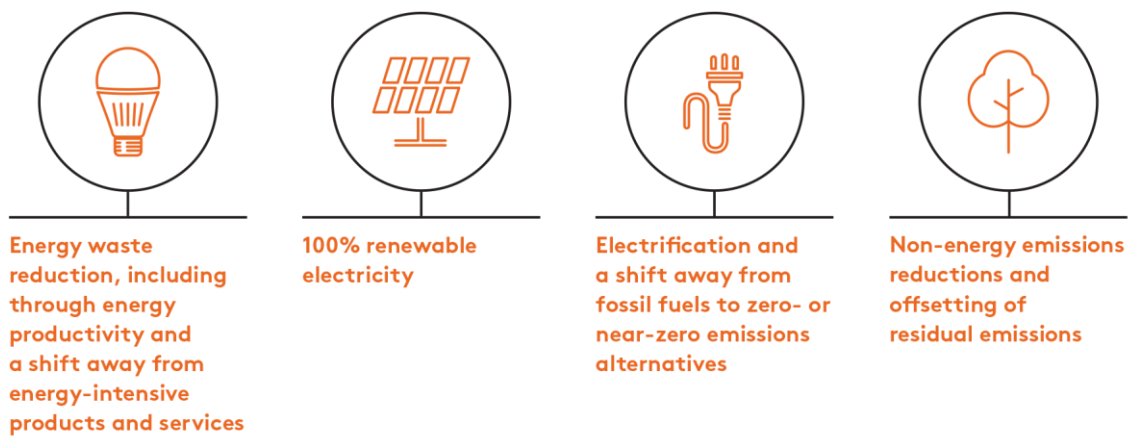 Energy waste
reduction, including
through energy
productivity and
a shift away from
energy-intensive
products and services
100% renewable
electricity
Electrification and
a shift away from
fossil fuels to zero- or
near-zero emissions
alternatives
Non-energy emissions
reductions and
offsetting of
residual emissions